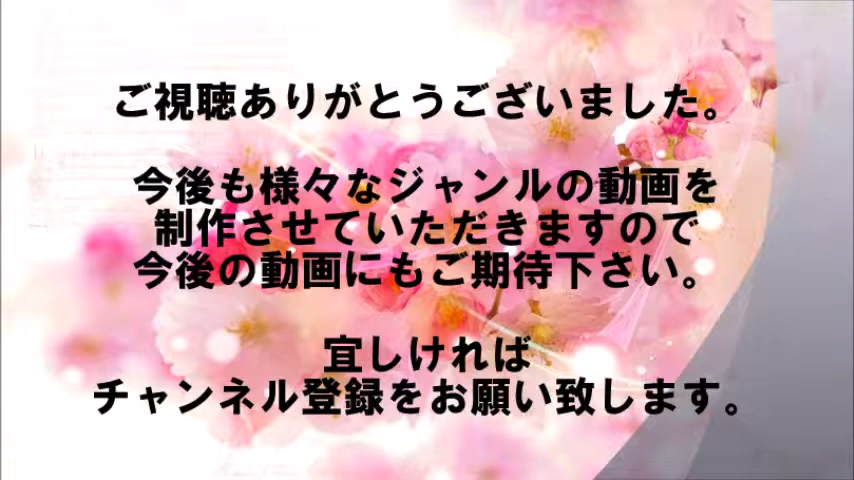 ご視聴ありがとうございました。
今後も様々なジャンルの動画を
制作させていただきますので
今後の動画にもご期待下さい。
宜しければ
チャンネル登録をお願い致します。